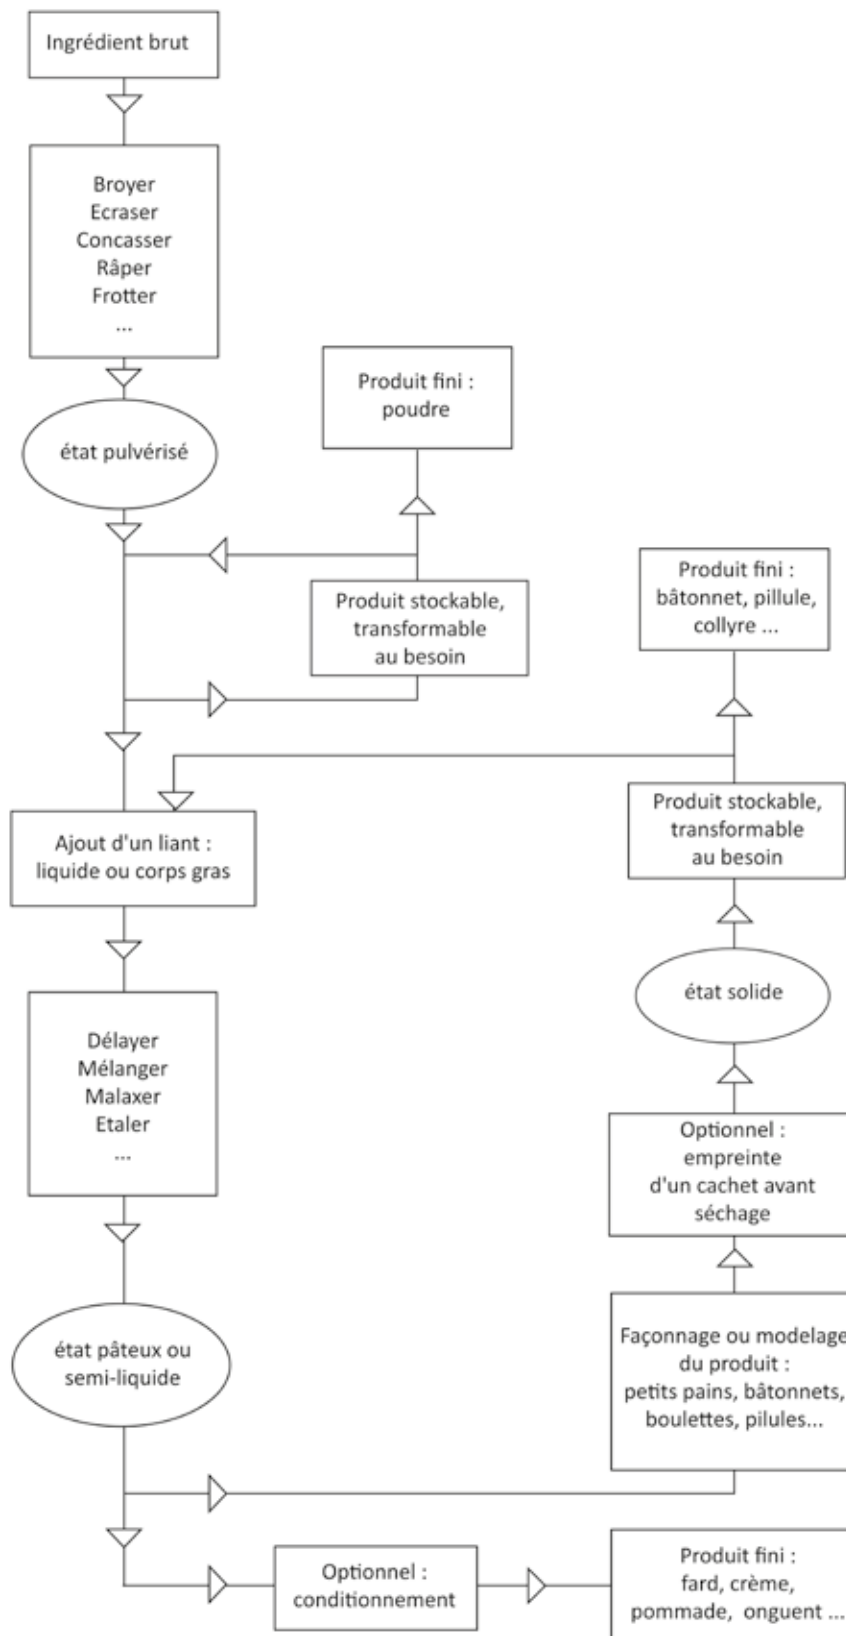 Ingrédient brut
Broyer
Ecraser
Concasser
Râper
Frotter
...
état pulvérisé
Produit fini :
poudre
Produit stockable,
transformable
au besoin
Produit fini :
bâtonnet, pillule,
collyre ...
Produit stockable,
transformable
au besoin
Ajout d'un liant :
liquide ou corps gras
état solide
Délayer
Mélanger
Malaxer
Etaler
...
Optionnel :
empreinte
d'un cachet avant
séchage
état pâteux ou
semi-liquide
Façonnage ou modelage
du produit :
petits pains, bâtonnets,
boulettes, pilules...
Optionnel :
conditionnement
Produit fini :
fard, crème,
pommade, onguent ...